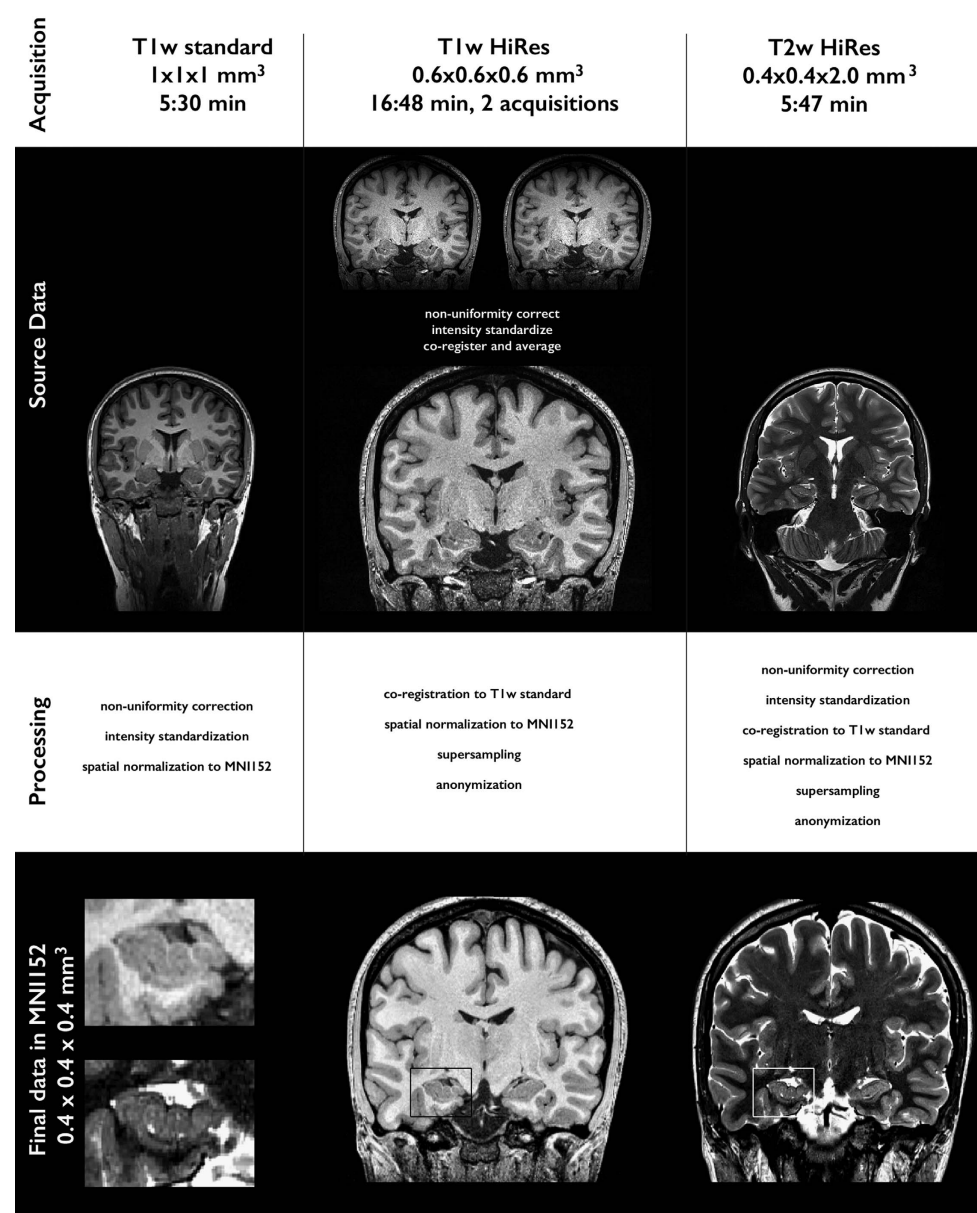 Acquisition
T1w standard
1x1x1 mm³
5:30 min
T1w HiRes
0.6x0.6x0.6 mm³
16:48 min, 2 acquisitions
T2w HiRes
0.4x0.4x2.0 mm³
5:47 min
Source Data
non-uniformity correct
intensity standardize
co-register and average
Processing
non-uniformity correction
intensity standardization
spatial normalization to MNI152
co-registration to T1w standard
spatial normalization to MNI152
supersampling
anonymization
non-uniformity correction
intensity standardization
co-registration to T1w standard
spatial normalization to MNI152
supersampling
anonymization
Final data in MNI152
0.4 x 0.4 x 0.4 mm³